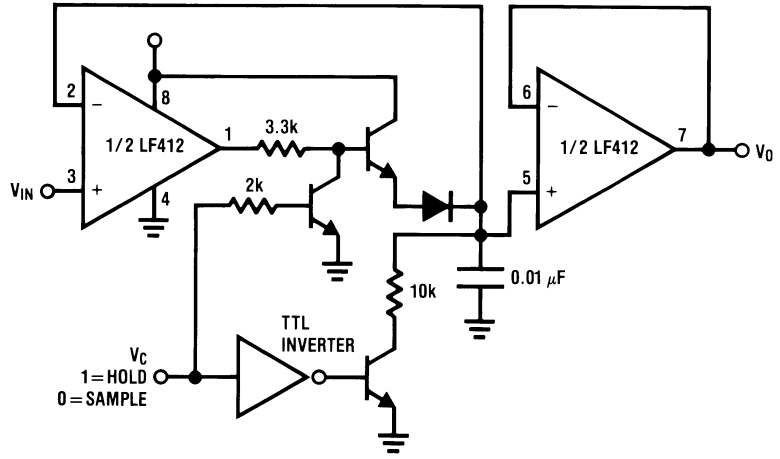 2
8
−
3.3k
1
1/2 LF412
VIN
3
+
4
2k
6
−
7
1/2 LF412
VO
5
+
10k
0.01 μF
TTL
INVERTER
VC
1 = HOLD
0 = SAMPLE